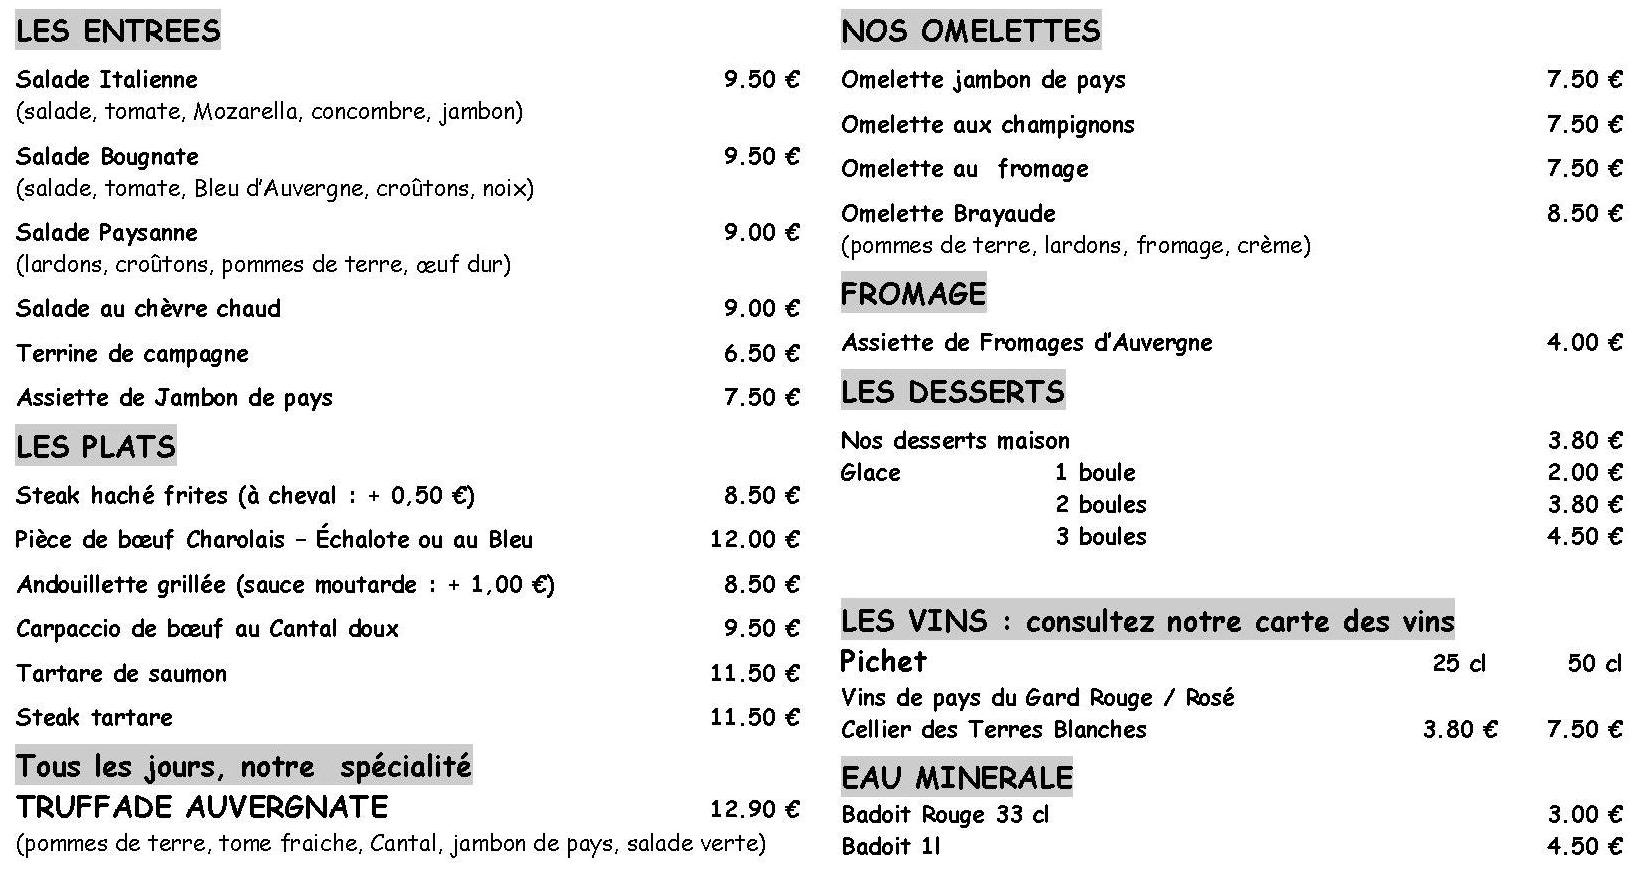 LES ENTREES
Salade Italienne 9.50 €
(salade, tomate, Mozarella, concombre, jambon)
Salade Bougnate 9.50 €
(salade, tomate, Bleu d'Auvergne, croûtons, noix)
Salade Paysanne 9.00 €
(lardons, croûtons, pommes de terre, œuf dur)
Salade au chèvre chaud 9.00 €
Terrine de campagne 6.50 €
Assiette de Jambon de pays 7.50 €
LES PLATS
Steak haché frites (à cheval : + 0,50 €) 8.50 €
Pièce de bœuf Charolais – Échalote ou au Bleu 12.00 €
Andouillette grillée (sauce moutarde : + 1,00 €) 8.50 €
Carpaccio de bœuf au Cantal doux 9.50 €
Tartare de saumon 11.50 €
Steak tartare 11.50 €
Tous les jours, notre spécialité
TRUFFADE AUVERGNATE 12.90 €
(pommes de terre, tome fraiche, Cantal, jambon de pays, salade verte)
NOS OMELETTES
Omelette jambon de pays 7.50 €
Omelette aux champignons 7.50 €
Omelette au fromage 7.50 €
Omelette Brayaude 8.50 €
(pommes de terre, lardons, fromage, crème)
FROMAGE
Assiette de Fromages d'Auvergne 4.00 €
LES DESSERTS
Nos desserts maison 3.80 €
Glace 1 boule 2.00 €
2 boules 3.80 €
3 boules 4.50 €
LES VINS : consultez notre carte des vins
Pichet 25 cl 50 cl
Vins de pays du Gard Rouge / Rosé
Cellier des Terres Blanches 3.80 € 7.50 €
EAU MINERALE
Badoit Rouge 33 cl 3.00 €
Badoit 1l 4.50 €